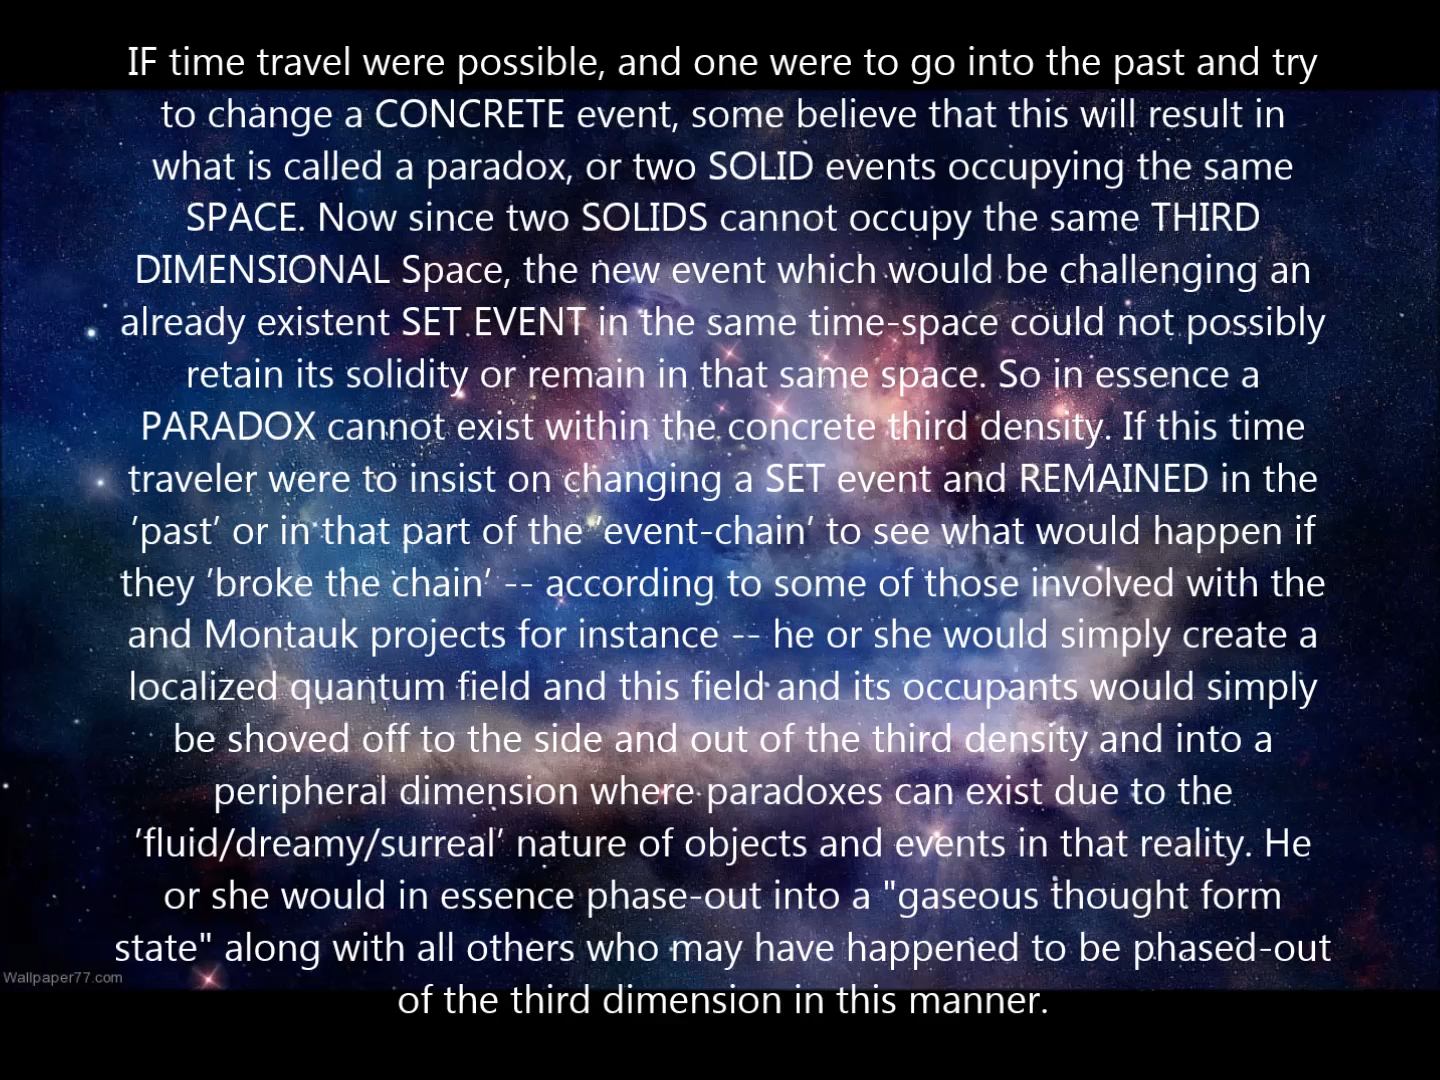 IF time travel were possible, and one were to go into the past and try
to change a CONCRETE event, some believe that this will result in
what is called a paradox, or two SOLID events occupying the same
SPACE. Now since two SOLIDS cannot occupy the same THIRD
DIMENSIONAL Space, the new event which would be challenging an
already existent SET EVENT in the same time-space could not possibly
retain its solidity or remain in that same space. So in essence a
PARADOX cannot exist within the concrete third density. If this time
traveler were to insist on changing a SET event and REMAINED in the
'past' or in that part of the 'event-chain' to see what would happen if
they 'broke the chain' -- according to some of those involved with the
and Montauk projects for instance -- he or she would simply create a
localized quantum field and this field and its occupants would simply
be shoved off to the side and out of the third density and into a
peripheral dimension where paradoxes can exist due to the
'fluid/dreamy/surreal' nature of objects and events in that reality. He
or she would in essence phase-out into a "gaseous thought form
state" along with all others who may have happened to be phased-out
of the third dimension in this manner.
Wallpaper77.com